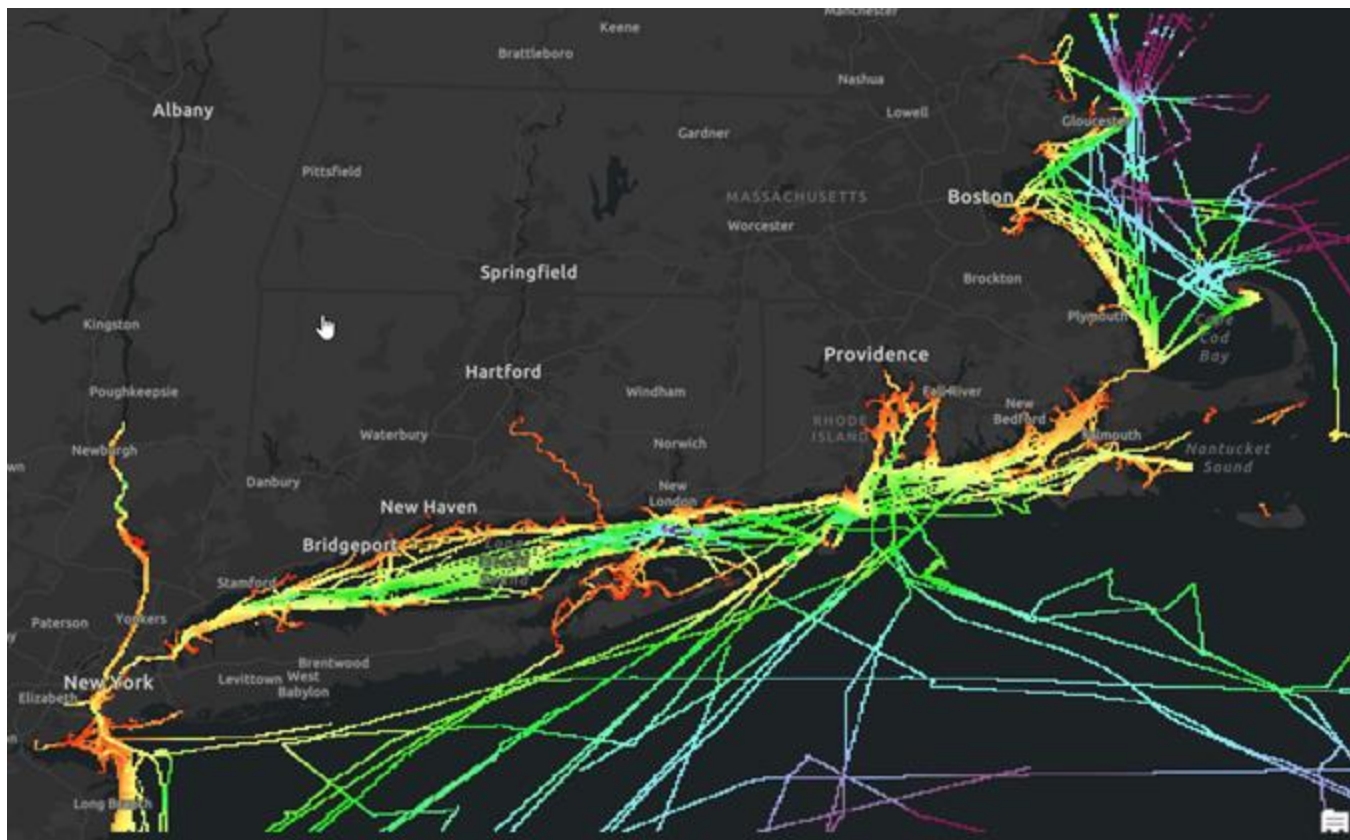 Manchester
Keene
Brattleboro
Nashua
Albany
Lowell
Gloucester
Gardner
Pittsfield
MASSACHUSETTS
Boston
Worcester
Springfield
Brockton
Kingston
Plymouth
Cape
Cod
Bay
Providence
Hartford
Poughkeepsie
Windham
Fall River
New
Bedford
RHODE
ISLAND
Waterbury
Norwich
Falmouth
Newburgh
Nantucket
Sound
Danbury
New
London
New Haven
Bridgeport
Stamford
Paterson
Yonkers
Brentwood
Levittown
West
Babylon
New York
Elizabeth
Long Branch